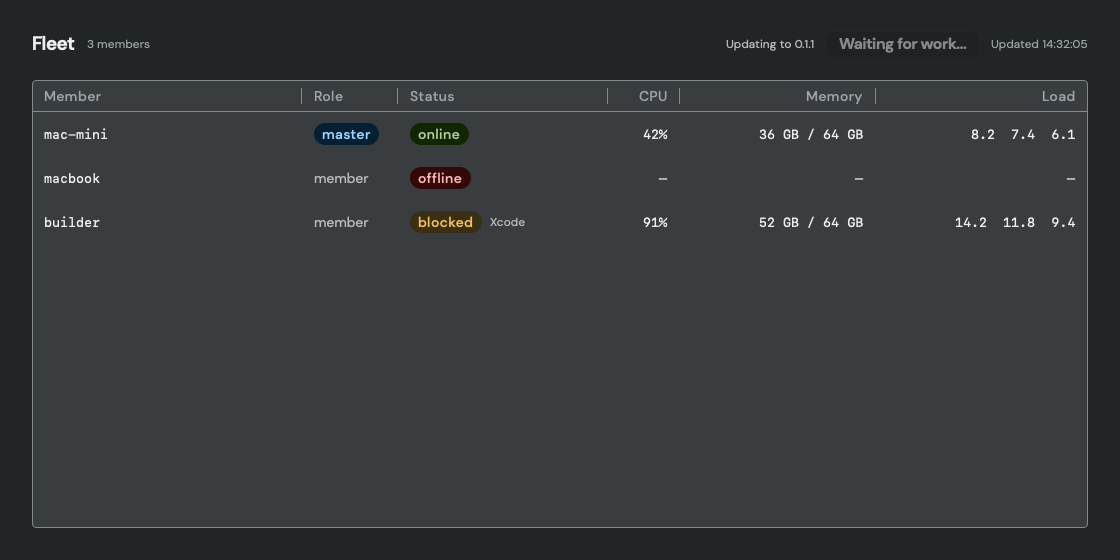 Fleet 3 members Updating to 0.1.1 Waiting for work… Updated 14:32:05
Member Role Status CPU Memory Load
mac-mini master online 42% 36 GB / 64 GB 8.2 7.4 6.1
macbook member offline — — —
builder member blocked Xcode 91% 52 GB / 64 GB 14.2 11.8 9.4